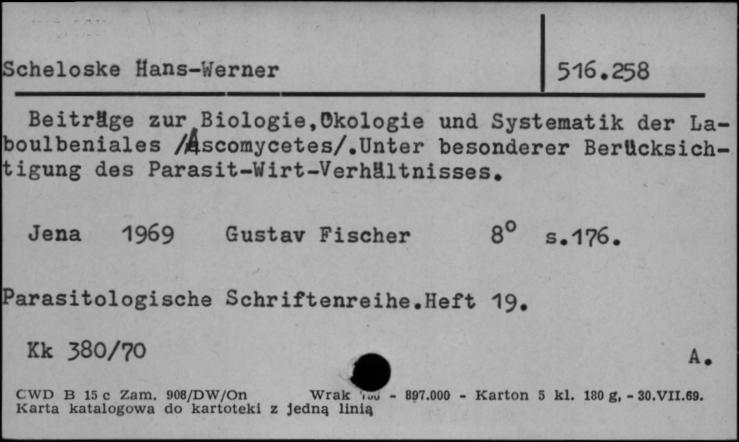 Scheloske Hans-Werner
516.258
Beiträge zur Biologie,Ökologie und Systematik der La-
boulbeniales /Ascomycetes/.Unter besonderer Berücksich-
tigung des Parasit-Wirt-Verhältnisses.
Jena 1969 Gustav Fischer 8° s.176.
Parasitologische Schriftenreihe.Heft 19.
Kk 380/70
A.
CWD B 15 c Zam. 908/DW/On Wrak - 897.000 - Karton 5 kl. 180 g, - 30.VII.69.
Karta katalogowa do kartoteki z jedną linią